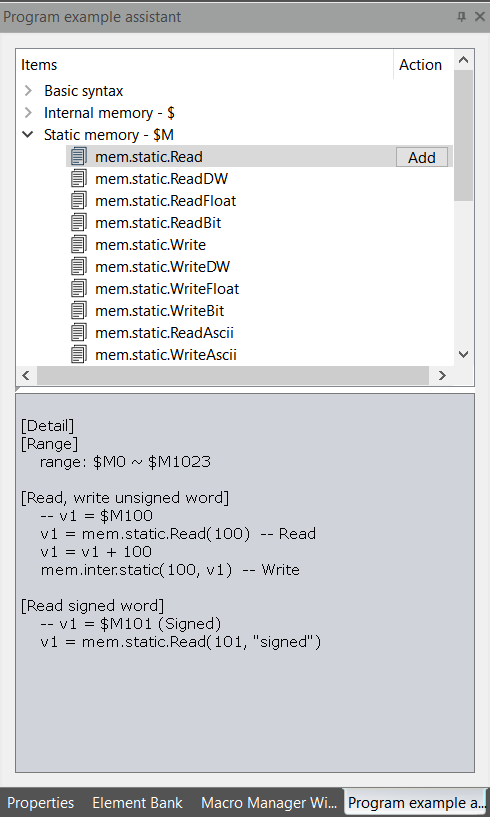 Program example assistant
Items Action
Basic syntax
Internal memory - $
Static memory - $M
mem.static.Read Add
mem.static.ReadDW
mem.static.ReadFloat
mem.static.ReadBit
mem.static.Write
mem.static.WriteDW
mem.static.WriteFloat
mem.static.WriteBit
mem.static.ReadAscii
mem.static.WriteAscii
[Detail]
[Range]
range: $M0 ~ $M1023
[Read, write unsigned word]
-- v1 = $M100
v1 = mem.static.Read(100) -- Read
v1 = v1 + 100
mem.inter.static(100, v1) -- Write
[Read signed word]
-- v1 = $M101 (Signed)
v1 = mem.static.Read(101, "signed")
Properties Element Bank Macro Manager Wi... Program example a...